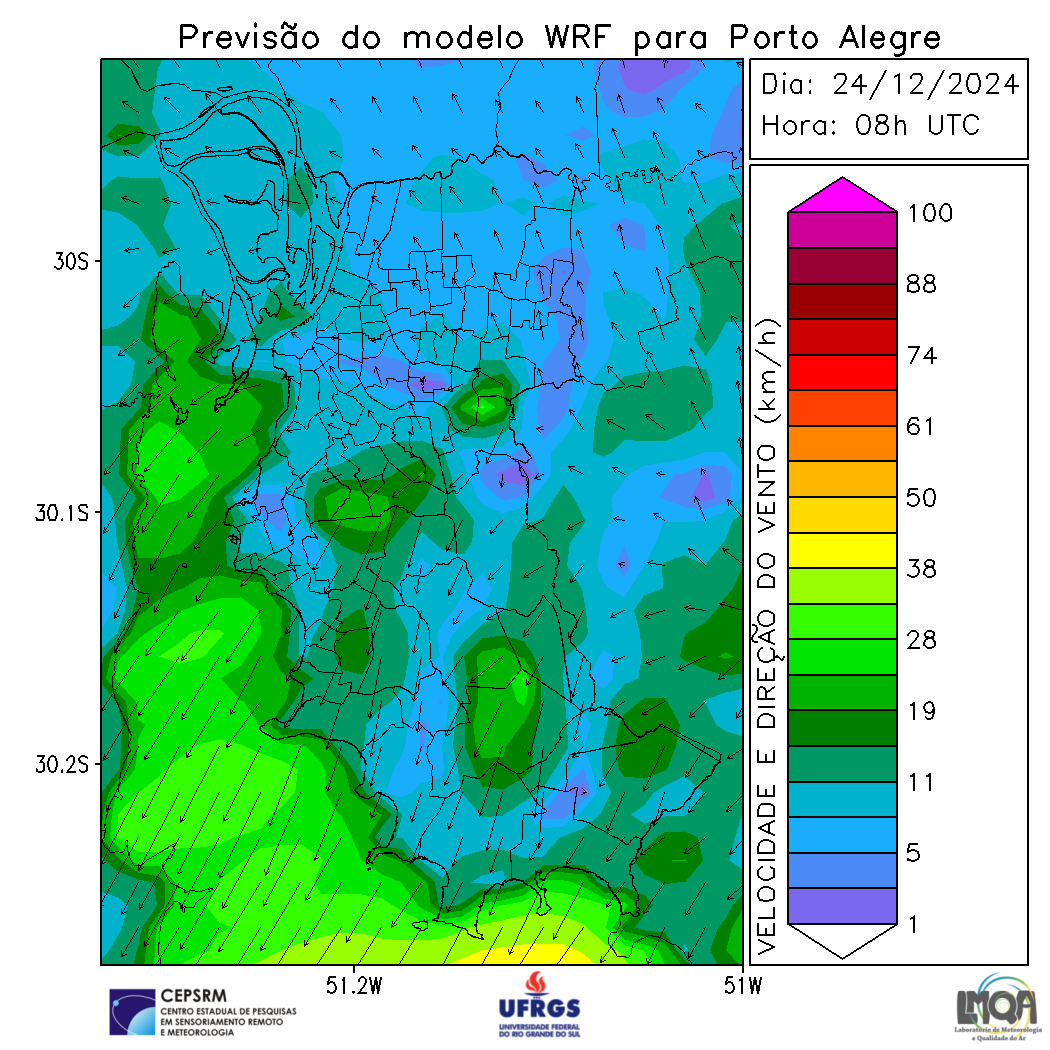 Previsão do modelo WRF para Porto Alegre
Dia: 24/12/2024
Hora: 08h UTC
30S
30.1S
30.2S
51.2W
51W
VELOCIDADE E DIREÇÃO DO VENTO (km/h)
100
88
74
61
50
38
28
19
11
5
1
CEPSRM
CENTRO ESTADUAL DE PESQUISAS
EM SENSORIAMENTO REMOTO
E METEOROLOGIA
UFRGS
UNIVERSIDADE FEDERAL
DO RIO GRANDE DO SUL
LMQA
Laboratório de Meteorologia
e Qualidade do Ar